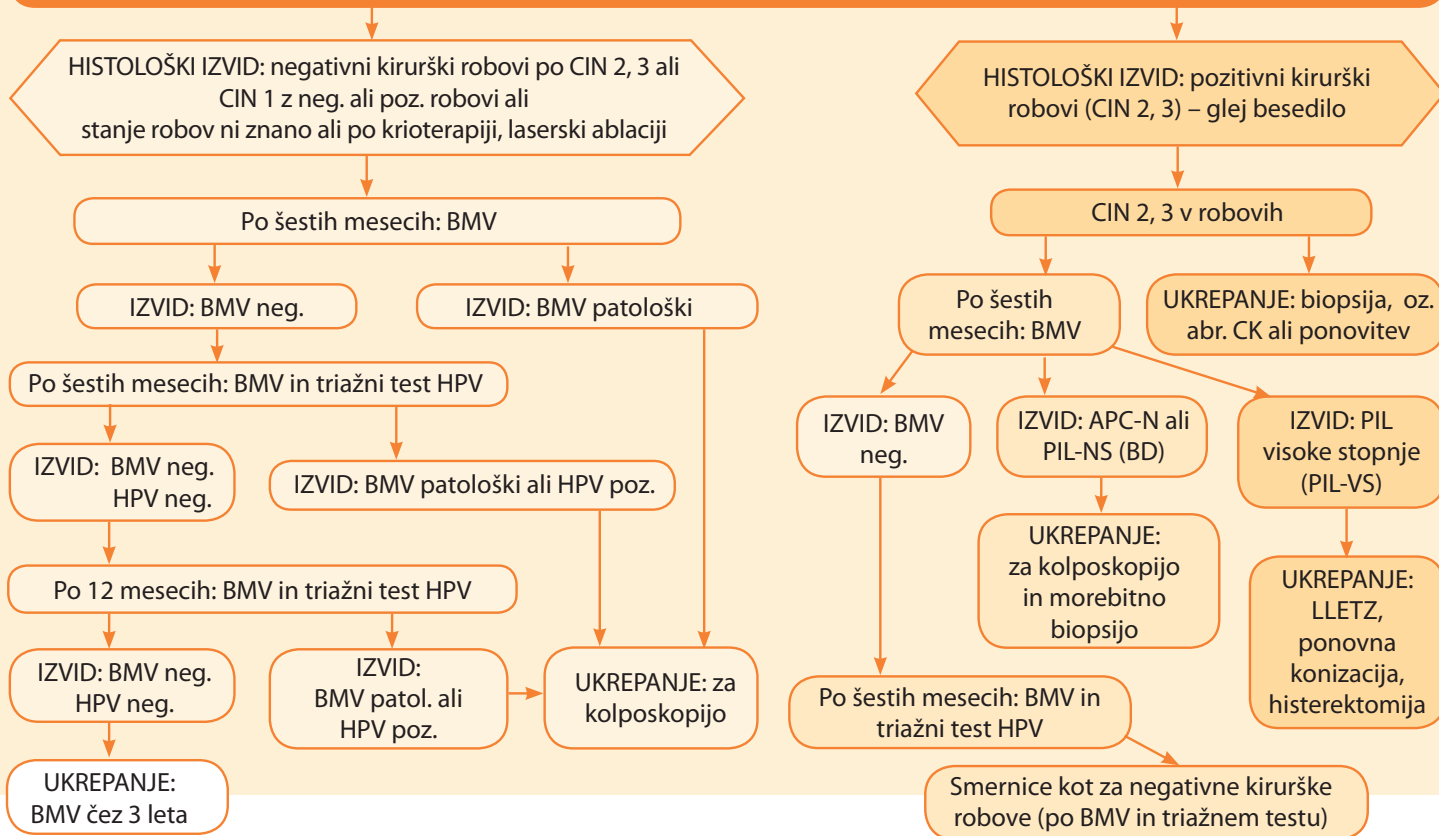 HISTOLOŠKI IZVID: negativni kirurški robovi po CIN 2, 3 ali
CIN 1 z neg. ali poz. robovi ali
stanje robov ni znano ali po krioterapiji, laserski ablaciji
Po šestih mesecih: BMV
IZVID: BMV neg.
IZVID: BMV patološki
Po šestih mesecih: BMV in triažni test HPV
IZVID: BMV neg.
HPV neg.
IZVID: BMV patološki ali HPV poz.
Po 12 mesecih: BMV in triažni test HPV
IZVID: BMV neg.
HPV neg.
IZVID:
BMV patol. ali
HPV poz.
UKREPANJE: za
kolposkopijo
UKREPANJE:
BMV čez 3 leta
HISTOLOŠKI IZVID: pozitivni kirurški
robovi (CIN 2, 3) – glej besedilo
CIN 2, 3 v robovih
Po šestih
mesecih: BMV
UKREPANJE: biopsija, oz.
abr. CK ali ponovitev
IZVID: BMV
neg.
IZVID: APC-N ali
PIL-NS (BD)
IZVID: PIL
visoke stopnje
(PIL-VS)
UKREPANJE:
za kolposkopijo
in morebitno
biopsijo
UKREPANJE:
LLETZ,
ponovna
konizacija,
histerektomija
Po šestih mesecih: BMV in
triažni test HPV
Smernice kot za negativne kirurške
robove (po BMV in triažnem testu)